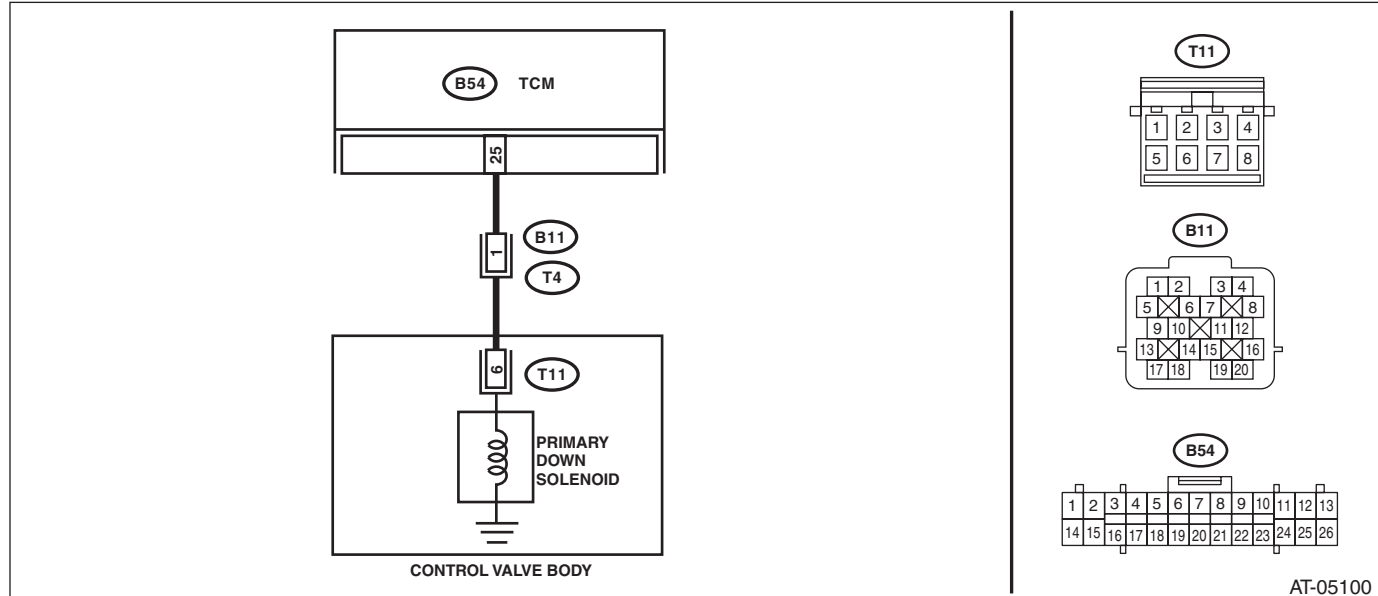 B54 TCM
25
1
B11
T4
6
T11
PRIMARY
DOWN
SOLENOID
CONTROL VALVE BODY
T11
1 2 3 4
5 6 7 8
B11
1 2 3 4
5 6 7 8
9 10 11 12
13 14 15 16
17 18 19 20
B54
1 2 3 4 5 6 7 8 9 10 11 12 13
14 15 16 17 18 19 20 21 22 23 24 25 26
AT-05100